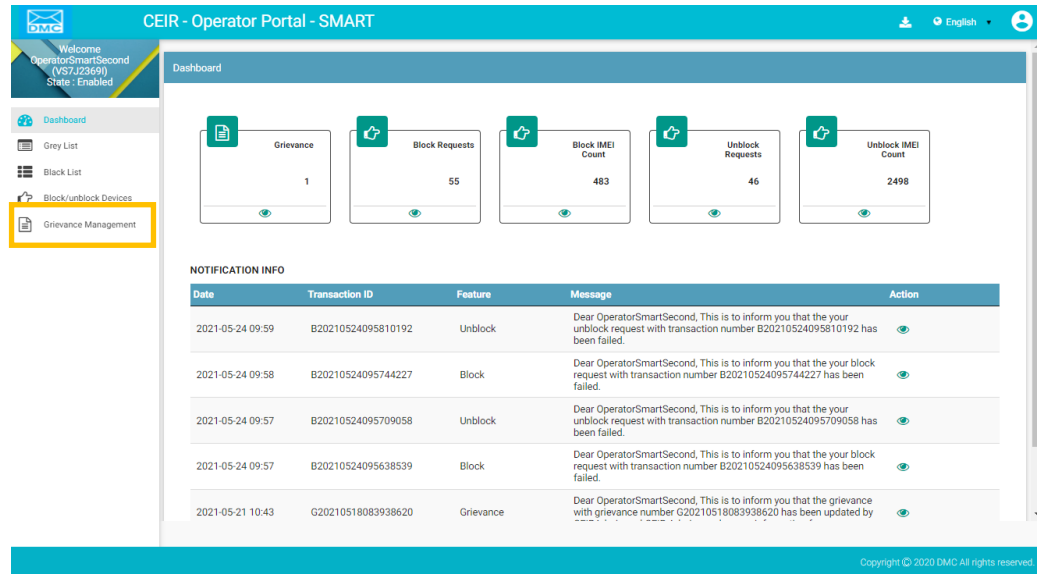 DMC
CEIR - Operator Portal - SMART
English
Welcome
OperatorSmartSecond
(VS7J2369I)
State : Enabled
Dashboard
Grey List
Black List
Block/unblock Devices
Grievance Management
Dashboard
Grievance
1
Block Requests
55
Block IMEI
Count
483
Unblock
Requests
46
Unblock IMEI
Count
2498
NOTIFICATION INFO
Date Transaction ID Feature Message Action
Dear OperatorSmartSecond, This is to inform you that the your
2021-05-24 09:59 B20210524095810192 Unblock unblock request with transaction number B20210524095810192 has
been failed.
Dear OperatorSmartSecond, This is to inform you that the your block
2021-05-24 09:58 B20210524095744227 Block request with transaction number B20210524095744227 has been
failed.
Dear OperatorSmartSecond, This is to inform you that the your
2021-05-24 09:57 B20210524095709058 Unblock unblock request with transaction number B20210524095709058 has
been failed.
Dear OperatorSmartSecond, This is to inform you that the your block
2021-05-24 09:57 B20210524095638539 Block request with transaction number B20210524095638539 has been
failed.
Dear OperatorSmartSecond, This is to inform you that the grievance
2021-05-21 10:43 G20210518083938620 Grievance with grievance number G20210518083938620 has been updated by
Copyright © 2020 DMC All rights reserved.